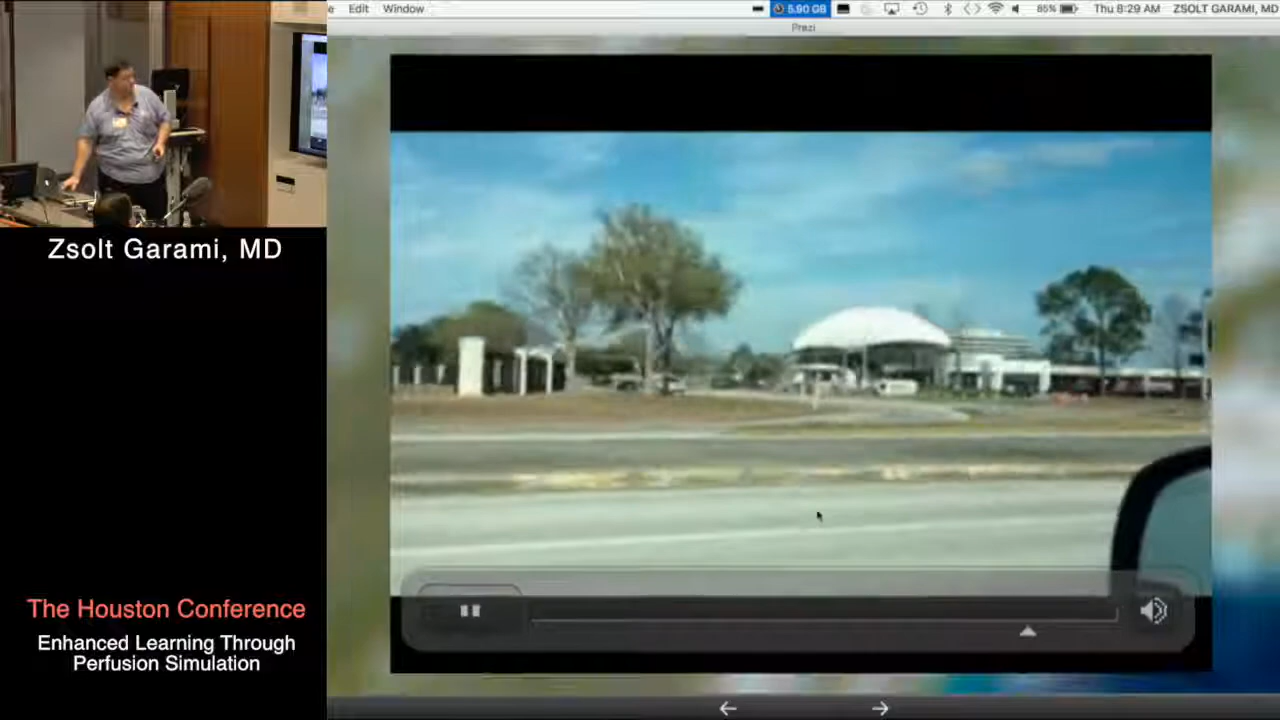 e Edit Window
5.90 GB
85%
Thu 8:29 AM
ZSOLT GARAMI, MD
Prezi
Zsolt Garami, MD
The Houston Conference
Enhanced Learning Through
Perfusion Simulation